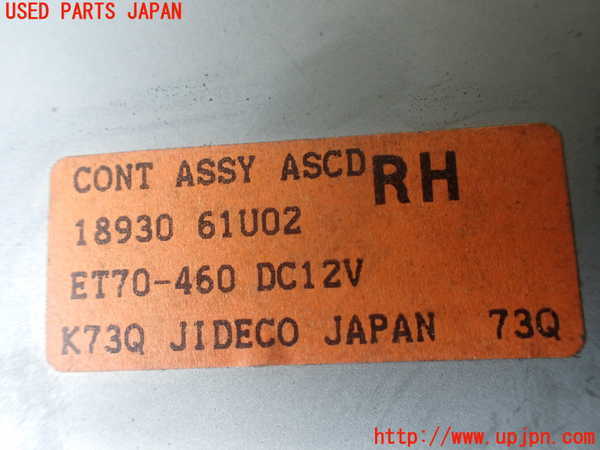 USED PARTS JAPAN
CONT ASSY ASCD RH
18930 61U02
ET70-460 DC12V
K73Q JIDECO JAPAN 73Q
http://www.upjpn.com/